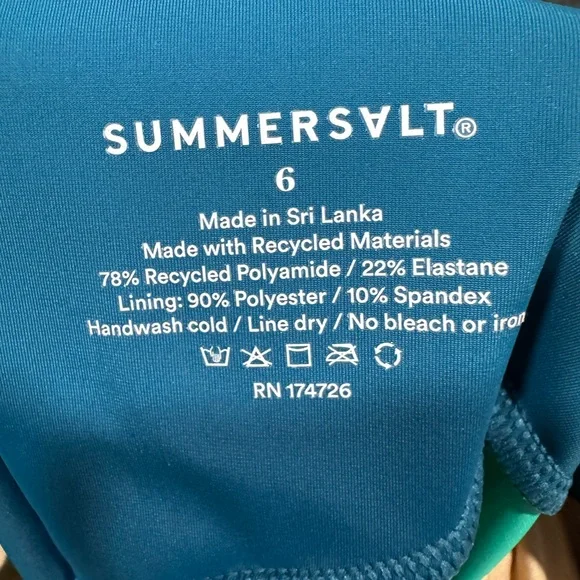 SUMMERSALT®
6
Made in Sri Lanka
Made with Recycled Materials
78% Recycled Polyamide / 22% Elastane
Lining: 90% Polyester / 10% Spandex
Handwash cold / Line dry / No bleach or iron
RN 174726